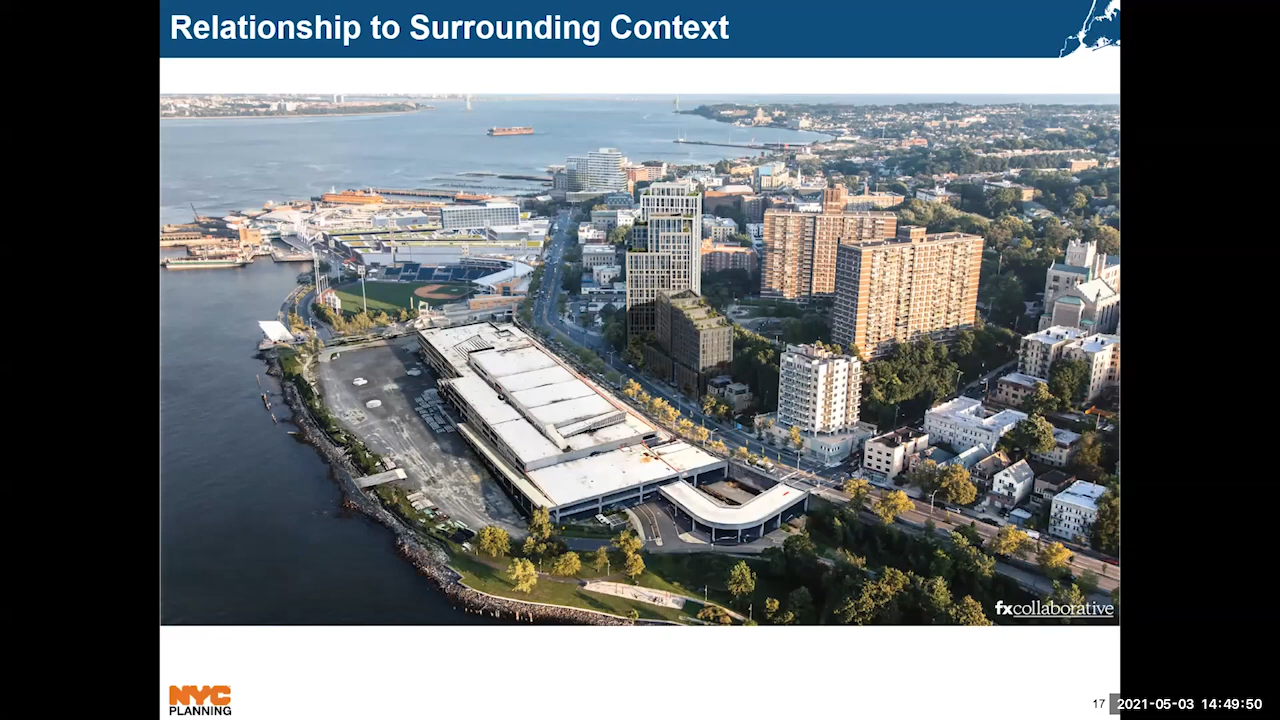 Relationship to Surrounding Context
fxcollaborative
NYC
PLANNING
17
2021-05-03 14:49:50